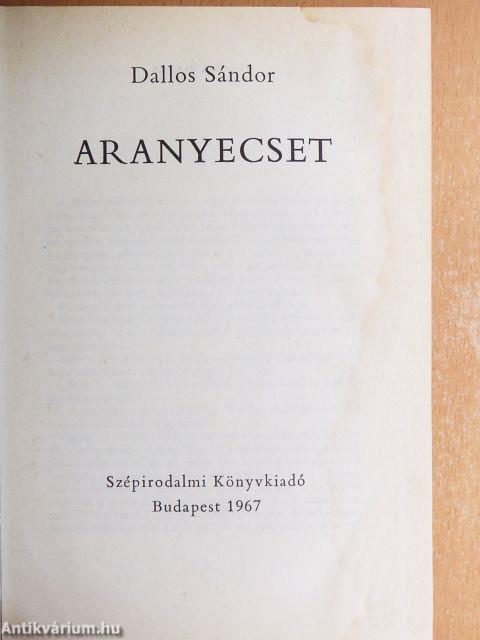 Dallos Sándor
ARANYECSET
Szépirodalmi Könyvkiadó
Budapest 1967
Antikvárium.hu